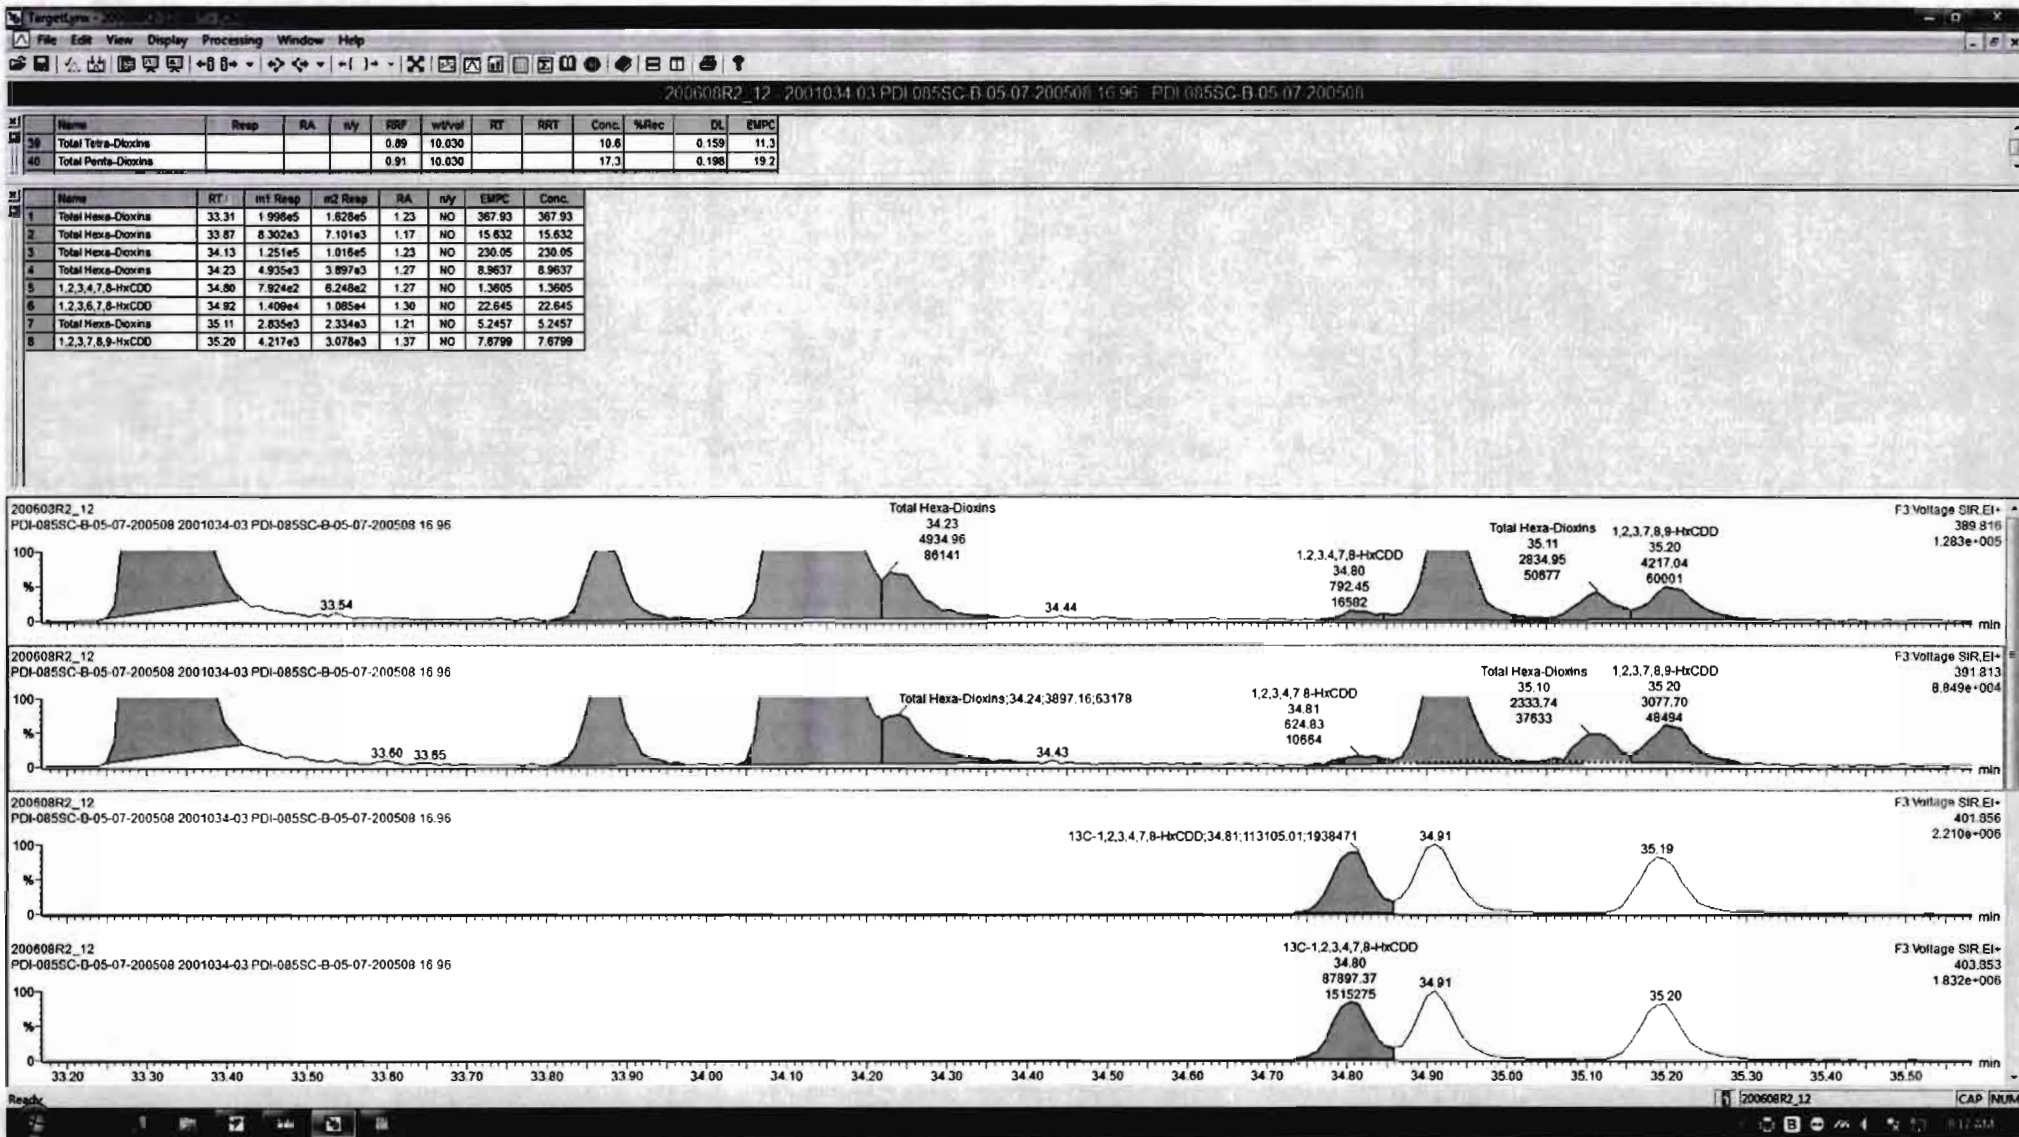 TargetLynx
File Edit View Display Processing Window Help
200608R2_12 - 2001034-03 PDI-085SC-B-05-07-200508 16.96 PDI-085SC-B-05-07-200508
Name Resp RA n/y RRF wt/vol RT RRT Conc. %Rec DL EMPC
39 Total Tetra-Dioxins 0.89 10.030 10.6 0.159 11.3
40 Total Penta-Dioxins 0.91 10.030 17.3 0.198 19.2
Name RT m1 Resp m2 Resp RA n/y EMPC Conc.
1 Total Hexa-Dioxins 33.31 1.998e5 1.628e5 1.23 NO 367.93 367.93
2 Total Hexa-Dioxins 33.87 8.302e3 7.101e3 1.17 NO 15.632 15.632
3 Total Hexa-Dioxins 34.13 1.251e5 1.016e5 1.23 NO 230.05 230.05
4 Total Hexa-Dioxins 34.23 4.935e3 3.897e3 1.27 NO 8.9637 8.9637
5 1,2,3,4,7,8-HxCDD 34.80 7.924e2 6.248e2 1.27 NO 1.3605 1.3605
6 1,2,3,6,7,8-HxCDD 34.92 1.409e4 1.085e4 1.30 NO 22.645 22.645
7 Total Hexa-Dioxins 35.11 2.835e3 2.334e3 1.21 NO 5.2457 5.2457
8 1,2,3,7,8,9-HxCDD 35.20 4.217e3 3.078e3 1.37 NO 7.6799 7.6799
200608R2_12
PDI-085SC-B-05-07-200508 2001034-03 PDI-085SC-B-05-07-200508 16.96
F3:Voltage SIR,EI+
389.816
1.283e+005
Total Hexa-Dioxins
34.23
4934.96
86141
1,2,3,4,7,8-HxCDD
34.80
792.45
16582
Total Hexa-Dioxins
35.11
2834.95
50877
1,2,3,7,8,9-HxCDD
35.20
4217.04
60001
100
%
0
33.54
34.44
min
200608R2_12
PDI-085SC-B-05-07-200508 2001034-03 PDI-085SC-B-05-07-200508 16.96
F3:Voltage SIR,EI+
391.813
8.849e+004
Total Hexa-Dioxins;34.24;3897.16;63178
1,2,3,4,7,8-HxCDD
34.81
624.83
10664
Total Hexa-Dioxins
35.10
2333.74
37633
1,2,3,7,8,9-HxCDD
35.20
3077.70
48494
100
%
0
33.60
33.65
34.43
min
200608R2_12
PDI-085SC-B-05-07-200508 2001034-03 PDI-085SC-B-05-07-200508 16.96
F3:Voltage SIR,EI+
401.856
2.210e+006
13C-1,2,3,4,7,8-HxCDD;34.81;113105.01;1938471
34.91
35.19
100
%
0
min
200608R2_12
PDI-085SC-B-05-07-200508 2001034-03 PDI-085SC-B-05-07-200508 16.96
F3:Voltage SIR,EI+
403.853
1.832e+006
13C-1,2,3,4,7,8-HxCDD
34.80
87897.37
1515275
34.91
35.20
100
%
0
min
33.20 33.30 33.40 33.50 33.60 33.70 33.80 33.90 34.00 34.10 34.20 34.30 34.40 34.50 34.60 34.70 34.80 34.90 35.00 35.10 35.20 35.30 35.40 35.50
Ready
200608R2_12
CAP NUM